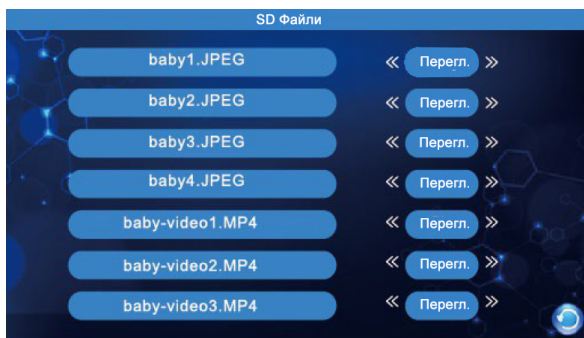 SD Файли
baby1.JPEG « Перегл. »
baby2.JPEG « Перегл. »
baby3.JPEG « Перегл. »
baby4.JPEG « Перегл. »
baby-video1.MP4 « Перегл. »
baby-video2.MP4 « Перегл. »
baby-video3.MP4 « Перегл. »